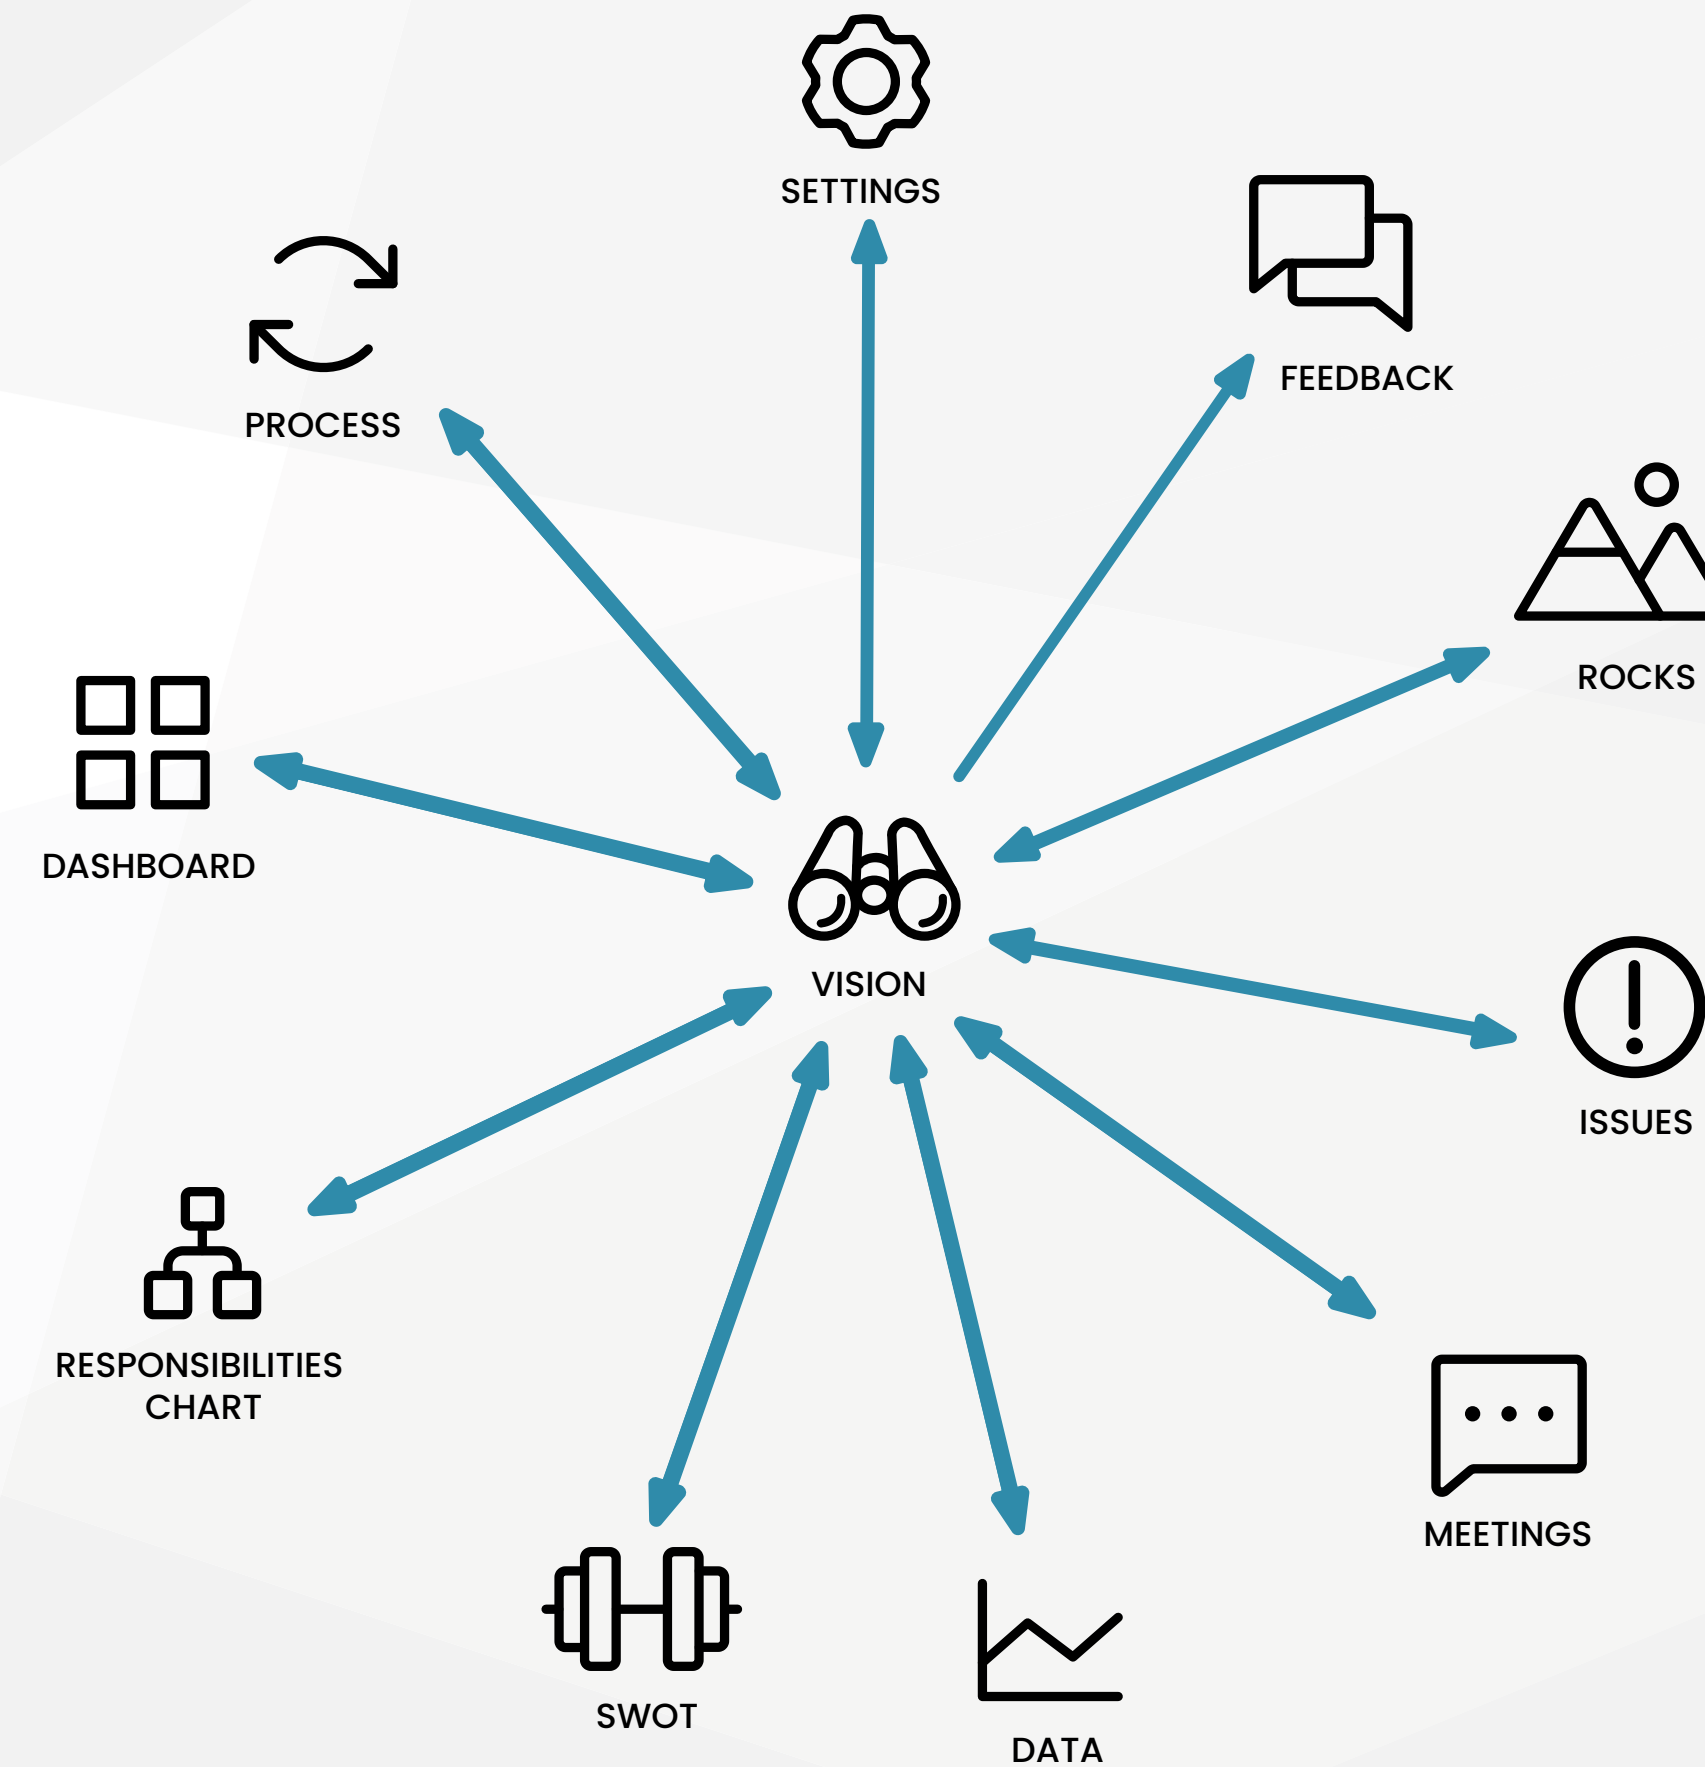 SETTINGS
FEEDBACK
PROCESS
ROCKS
DASHBOARD
VISION
ISSUES
RESPONSIBILITIES
CHART
MEETINGS
SWOT
DATA